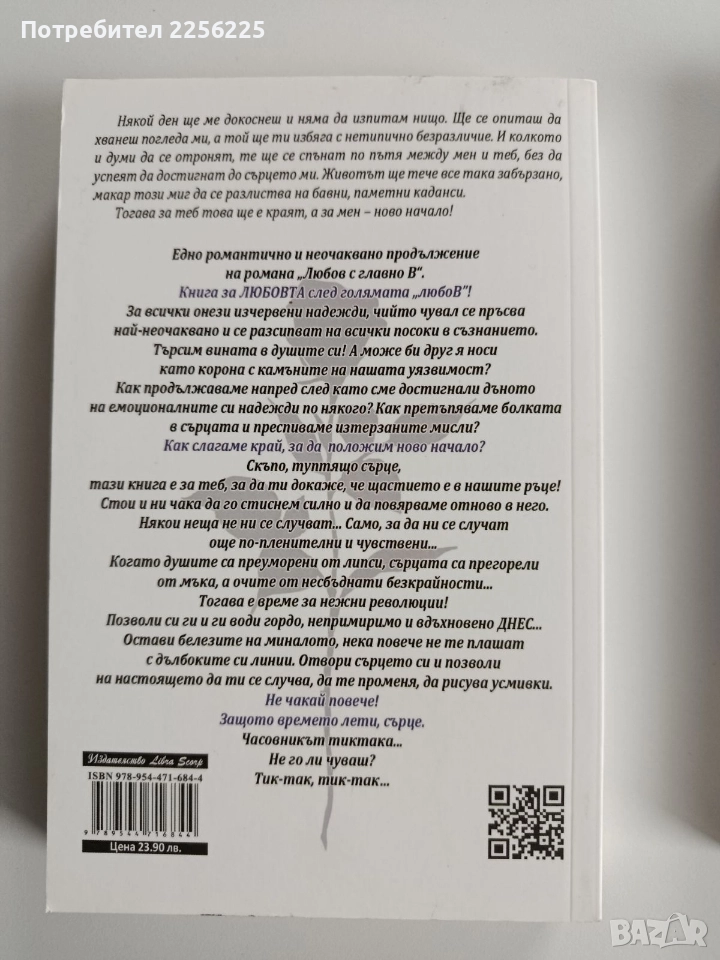 Потребител 2256225
Някой ден ще ме докоснеш и няма да изпитам нищо. Ще се опиташ да
хванеш погледа ми, а той ще ти избяга с нетипично безразличие. И колкото
и думи да се отронят, те ще се спънат по пътя между мен и теб, без да
успеят да достигнат до сърцето ми. Животът ще тече все така забързано,
макар този миг да се разлиства на бавни, паметни каданси.
Тогава за теб това ще е краят, а за мен – ново начало!
Едно романтично и неочаквано продължение
на романа „Любов с главно В“.
Книга за ЛЮБОВТА след голямата „любоВ“!
За всички онези изчервени надежди, чийто чувал се пръсва
най-неочаквано и се разсипват на всички посоки в съзнанието.
Търсим вината в душите си! А може би друг я носи
като корона с камъните на нашата уязвимост?
Как продължаваме напред след като сме достигнали дъното
на емоционалните си надежди по някого? Как претъпяваме болката
в сърцата и преспиваме изтерзаните мисли?
Как слагаме край, за да положим ново начало?
Скъпо, туптящо сърце,
тази книга е за теб, за да ти докаже, че щастието е в нашите ръце!
Стои и ни чака да го стиснем силно и да повярваме отново в него.
Някои неща не ни се случват... Само, за да ни се случат
още по-пленителни и чувствени...
Когато душите са преуморени от липси, сърцата са прегорели
от мъка, а очите от несбъднати безкрайности...
Тогава е време за нежни революции!
Позволи си ги и ги води гордо, непримиримо и вдъхновено ДНЕС...
Остави белезите на миналото, нека повече не те плашат
с дълбоките си линии. Отвори сърцето си и позволи
на настоящето да ти се случва, да те променя, да рисува усмивки.
Не чакай повече!
Защото времето лети, сърце.
Часовникът тиктака...
Не го ли чуваш?
Тик-так, тик-так...
Издателство Libra Scorp
ISBN 978-954-471-684-4
9 789544 716844
Цена 23.90 лв.
BAZAR